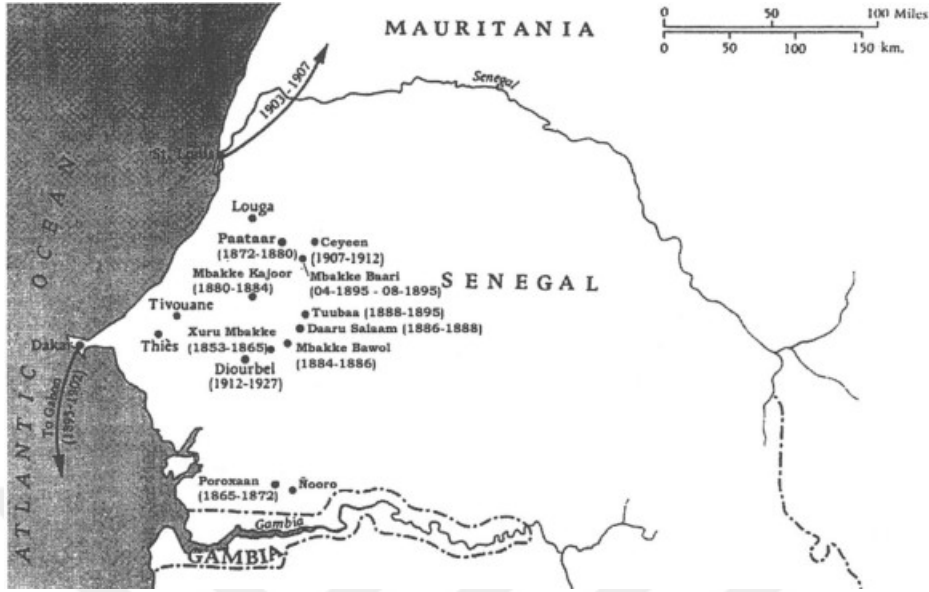 MAURITANIA
0 50 100 Miles
0 50 100 150 km.
Senegal
1903-1907
St. Louis
ATLANTIC OCEAN
Louga
Paataar
(1872-1880)
Ceyeen
(1907-1912)
Mbakke Kajoor
(1880-1884)
Mbakke Baari
(04-1895 - 08-1895)
SENEGAL
Tivouane
Tuubaa (1888-1895)
Daaru Salaam (1886-1888)
Xuru Mbakke
(1853-1865)
Mbakke Bawol
(1884-1886)
Dakar
Thiès
Diourbel
(1912-1927)
To Gabon
(1895-1902)
Poroxaan
(1865-1872)
Ñooro
Gambia
GAMBIA